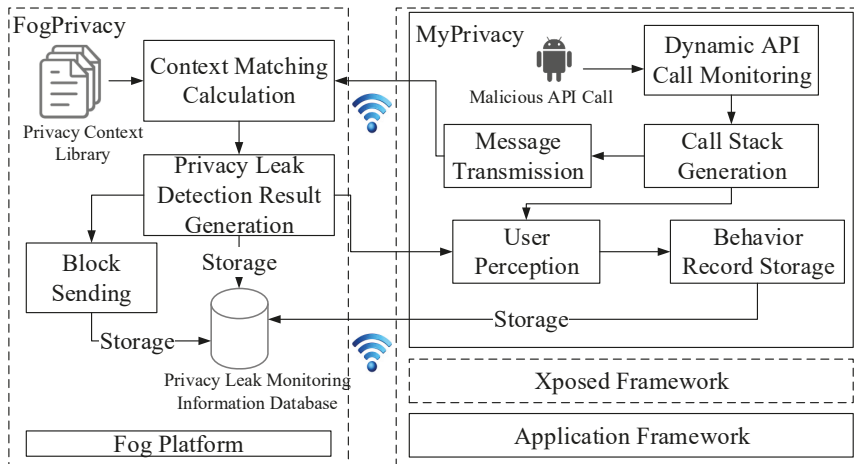 FogPrivacy
Context Matching
Calculation
Privacy Context
Library
Privacy Leak
Detection Result
Generation
Block
Sending
Storage
Storage
Privacy Leak Monitoring
Information Database
Fog Platform
MyPrivacy
Malicious API Call
Dynamic API
Call Monitoring
Message
Transmission
Call Stack
Generation
User
Perception
Behavior
Record Storage
Storage
Xposed Framework
Application Framework